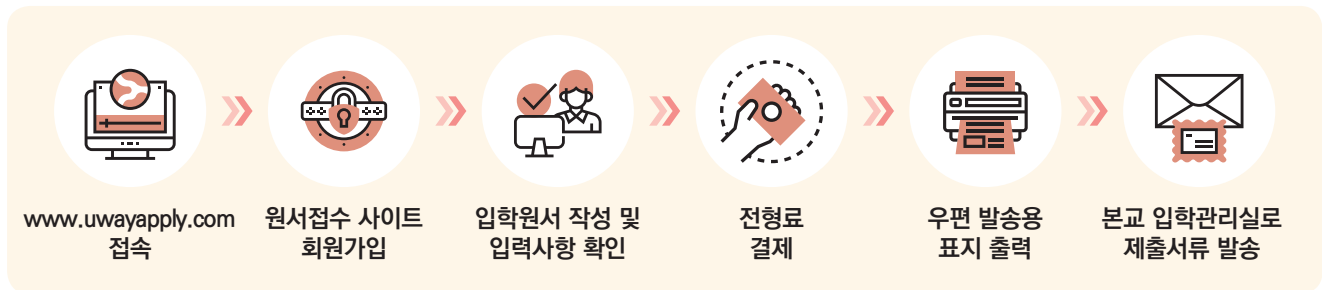 www.uwayapply.com
접속
원서접수 사이트
회원가입
입학원서 작성 및
입력사항 확인
전형료
결제
우편 발송용
표지 출력
본교 입학관리실로
제출서류 발송